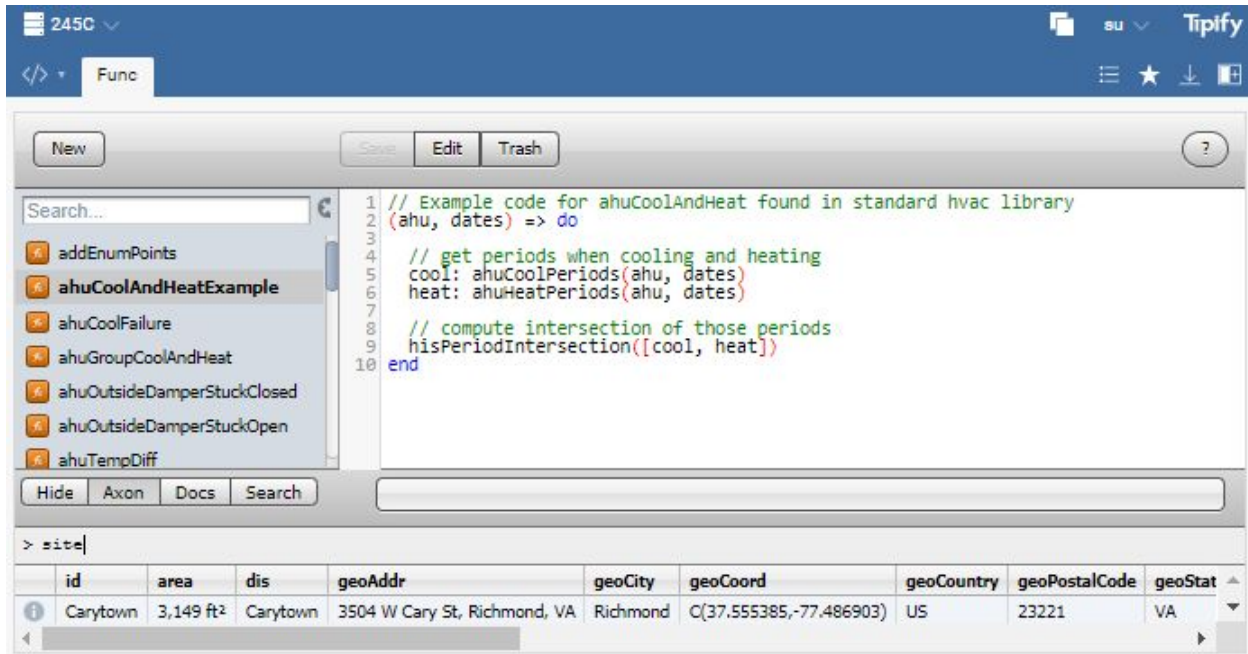 245C su Tipify
</> Func
New Save Edit Trash ?
Search...
addEnumPoints
ahuCoolAndHeatExample
ahuCoolFailure
ahuGroupCoolAndHeat
ahuOutsideDamperStuckClosed
ahuOutsideDamperStuckOpen
ahuTempDiff
1 // Example code for ahuCoolAndHeat found in standard hvac library
2 (ahu, dates) => do
3
4 // get periods when cooling and heating
5 cool: ahuCoolPeriods(ahu, dates)
6 heat: ahuHeatPeriods(ahu, dates)
7
8 // compute intersection of those periods
9 hisPeriodIntersection([cool, heat])
10 end
Hide Axon Docs Search
> site
id area dis geoAddr geoCity geoCoord geoCountry geoPostalCode geoStat
Carytown 3,149 ft² Carytown 3504 W Cary St, Richmond, VA Richmond C(37.555385,-77.486903) US 23221 VA